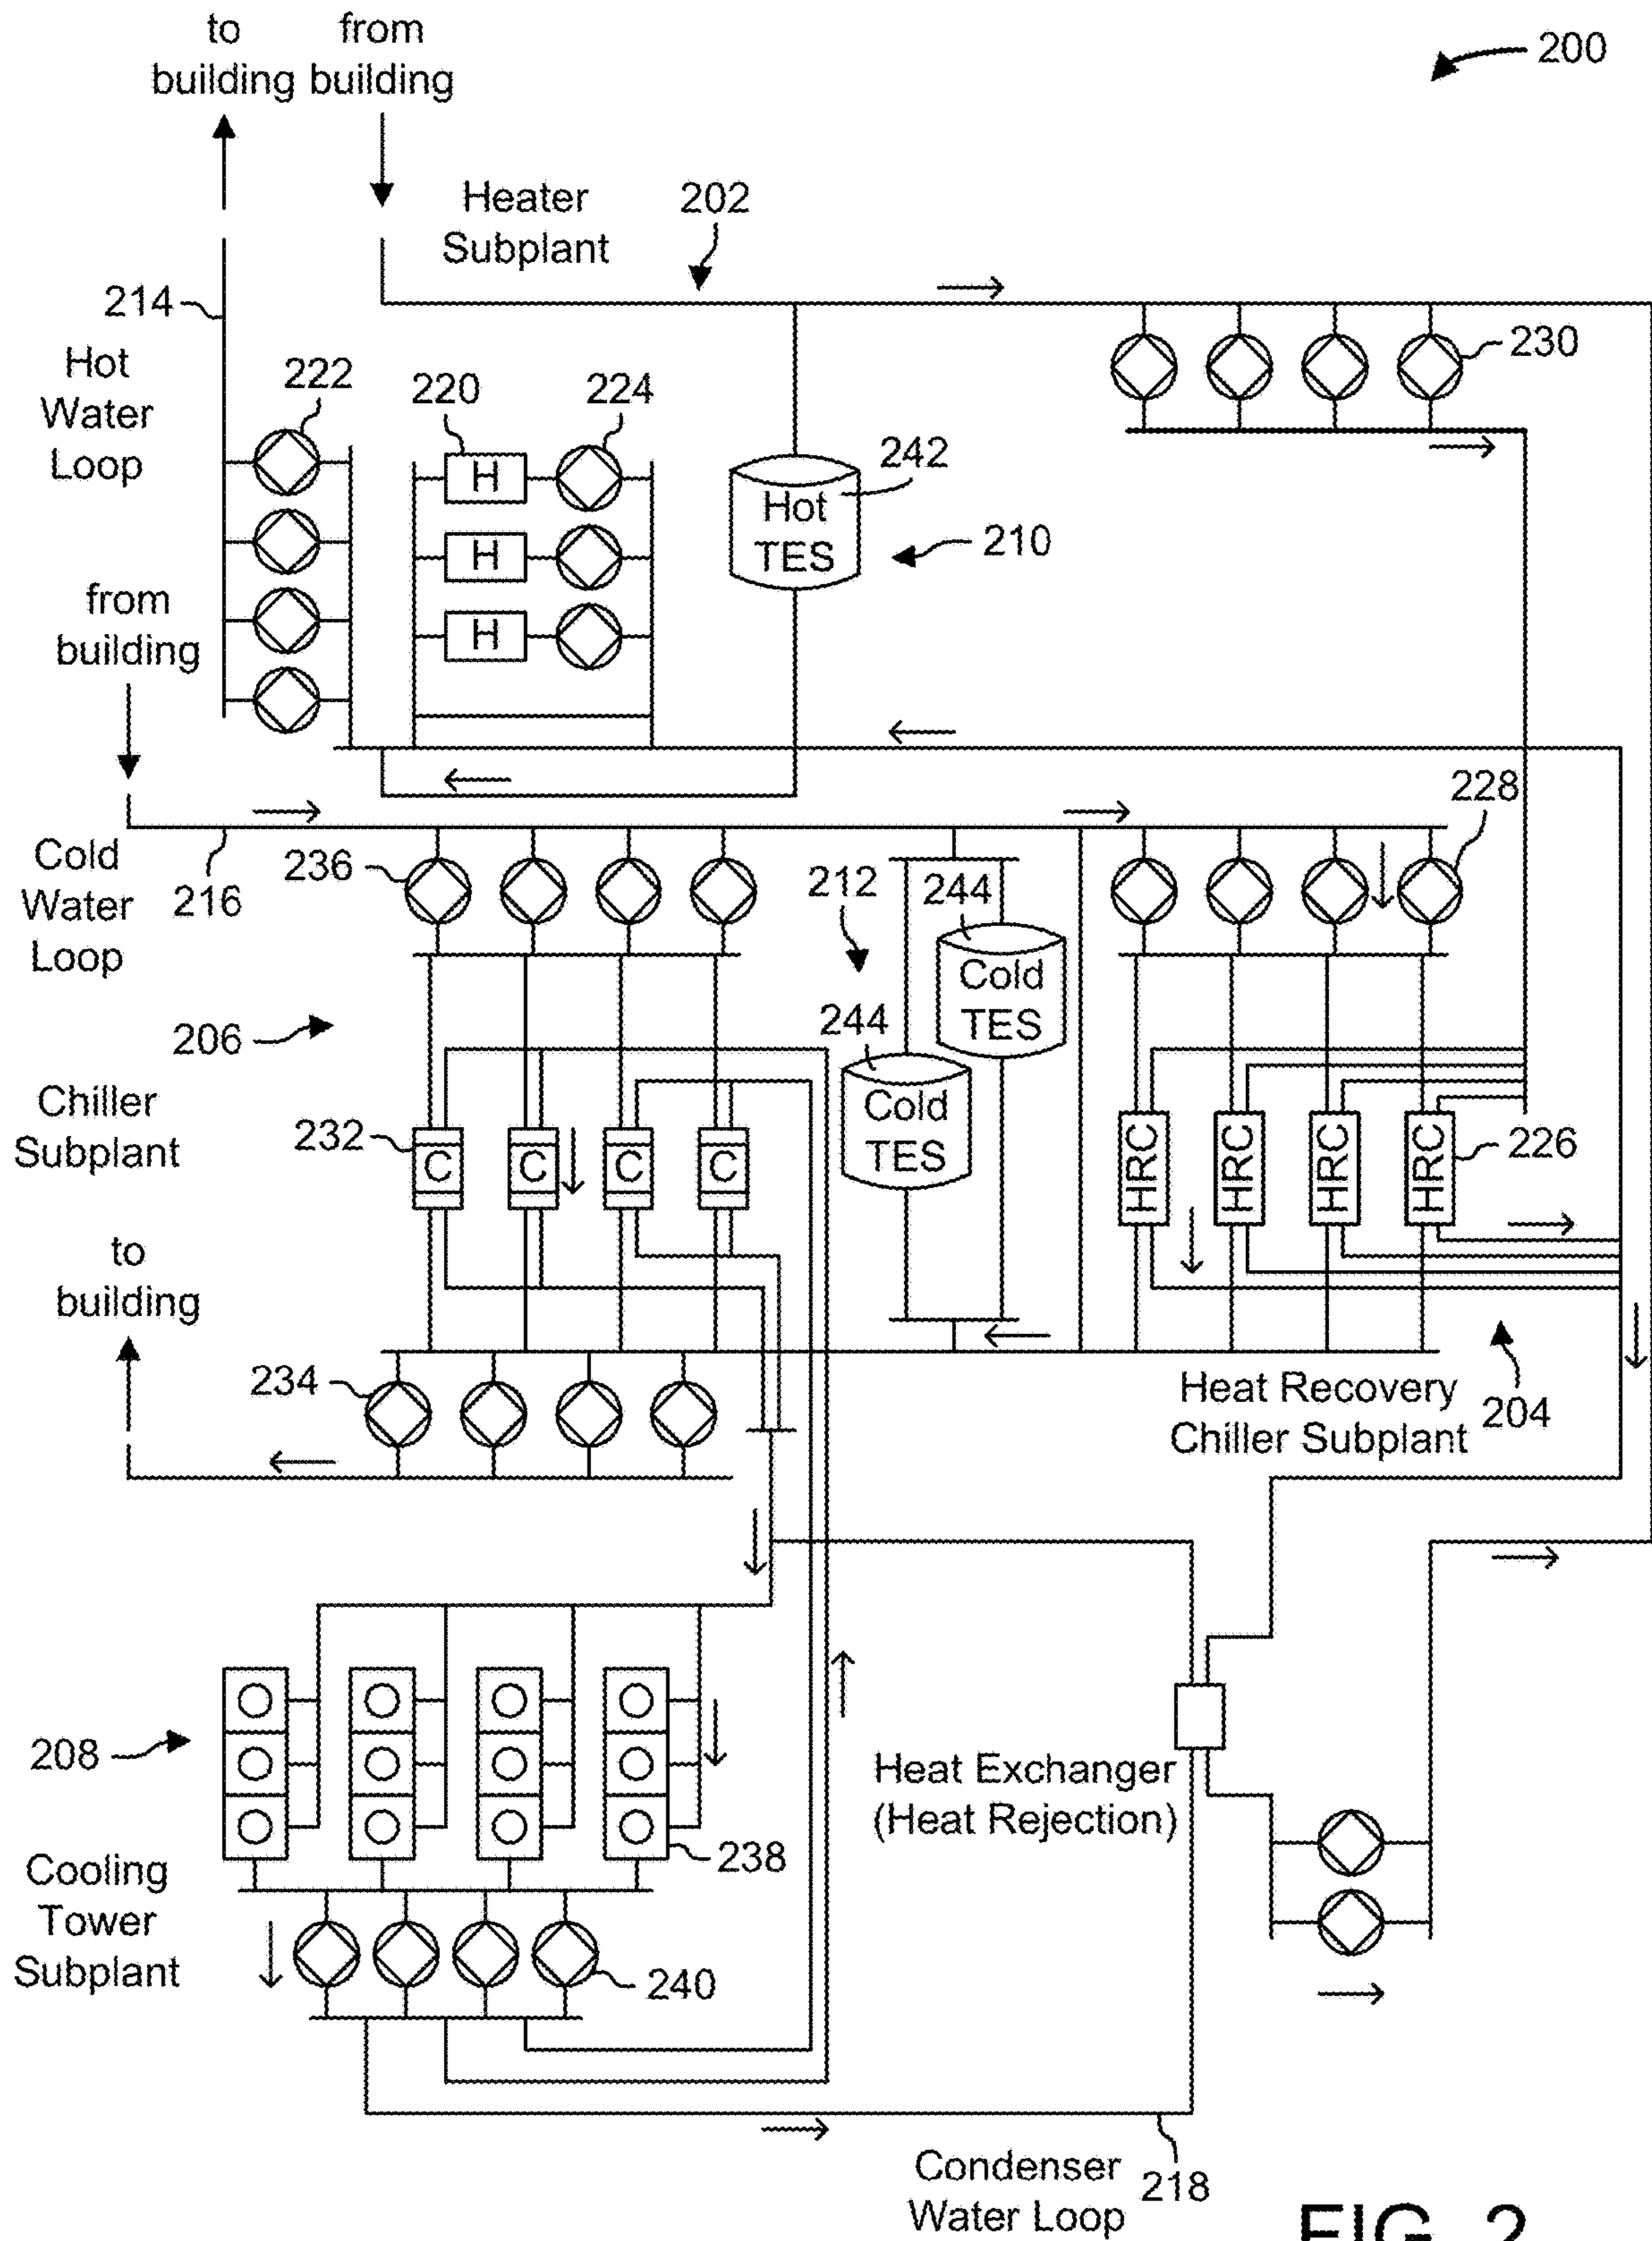 to from
building building
200
Heater 202
Subplant
214
Hot
Water
Loop
222
220
224
230
H
H
H
242
Hot
TES
210
from
building
228
Cold
Water
Loop
216
236
212
244
Cold
TES
244
Cold
TES
206
Chiller
Subplant
232
C C C C
HRC HRC HRC HRC
226
to
building
234
Heat Recovery
Chiller Subplant
204
208
Heat Exchanger
(Heat Rejection)
238
Cooling
Tower
Subplant
240
Condenser
Water Loop
218
FIG. 2